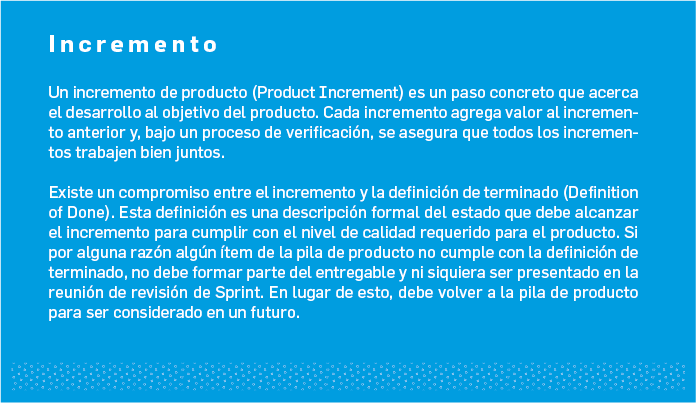 Incremento
Un incremento de producto (Product Increment) es un paso concreto que acerca
el desarrollo al objetivo del producto. Cada incremento agrega valor al incremen-
to anterior y, bajo un proceso de verificación, se asegura que todos los incremen-
tos trabajen bien juntos.
Existe un compromiso entre el incremento y la definición de terminado (Definition
of Done). Esta definición es una descripción formal del estado que debe alcanzar
el incremento para cumplir con el nivel de calidad requerido para el producto. Si
por alguna razón algún ítem de la pila de producto no cumple con la definición de
terminado, no debe formar parte del entregable y ni siquiera ser presentado en la
reunión de revisión de Sprint. En lugar de esto, debe volver a la pila de producto
para ser considerado en un futuro.